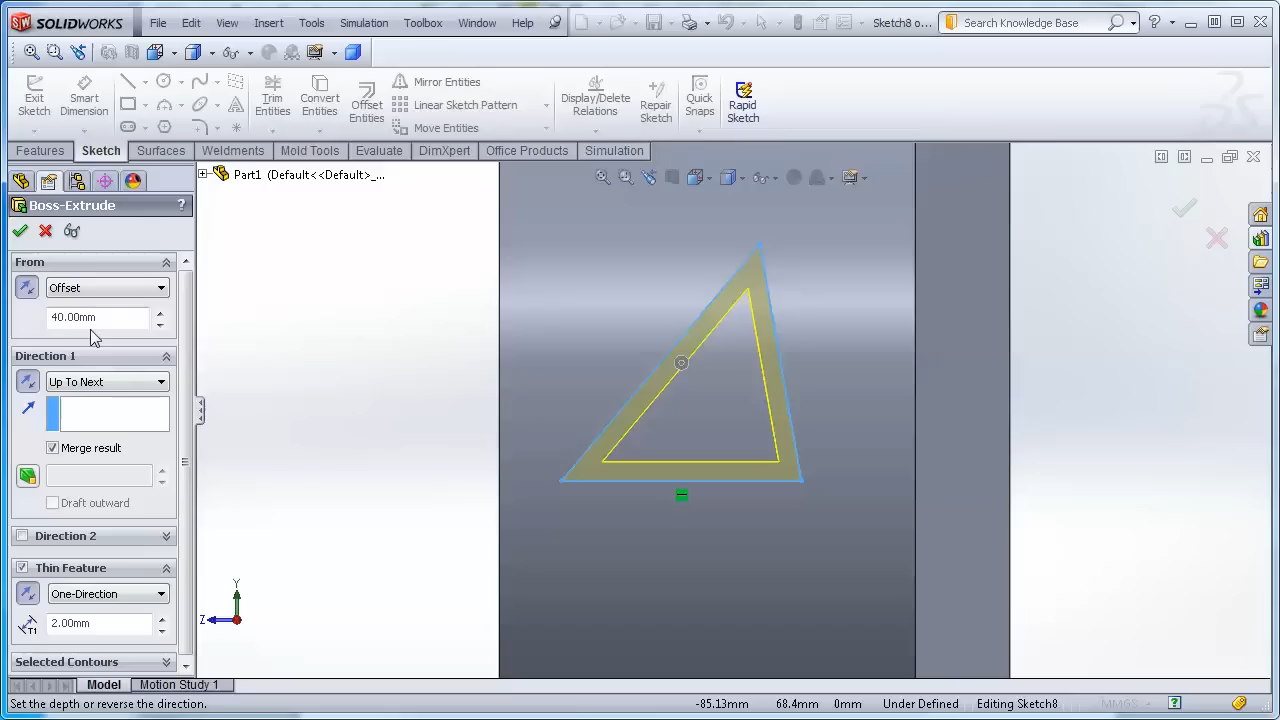 SOLIDWORKS File Edit View Insert Tools Simulation Toolbox Window Help Sketch8 o... Search Knowledge Base ?
Exit Sketch
Smart Dimension
Trim Entities
Convert Entities
Offset Entities
Mirror Entities
Linear Sketch Pattern
Move Entities
Display/Delete Relations
Repair Sketch
Quick Snaps
Rapid Sketch
Features Sketch Surfaces Weldments Mold Tools Evaluate DimXpert Office Products Simulation
Part1 (Default<<Default>_...
Boss-Extrude ?
From
Offset
40.00mm
Direction 1
Up To Next
Merge result
Draft outward
Direction 2
Thin Feature
One-Direction
T1 2.00mm
Selected Contours
Y
Z
Model Motion Study 1
Set the depth or reverse the direction. -85.13mm 68.4mm 0mm Under Defined Editing Sketch8 MMGS ?